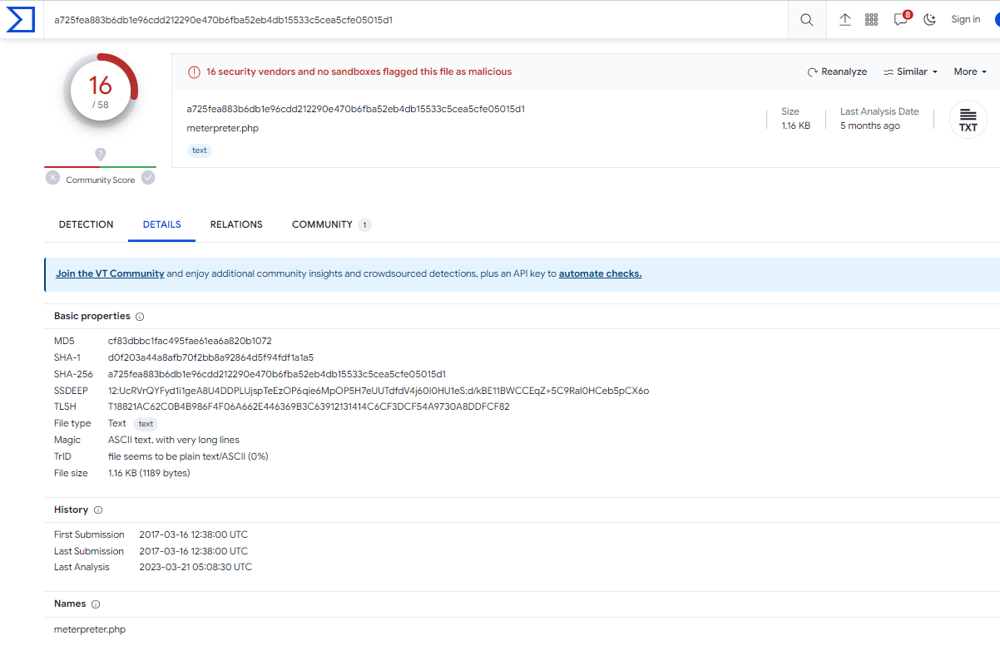 a725fea883b6db1e96cdd212290e470b6fba52eb4db15533c5cea5cfe05015d1
8
Sign in
16
/ 58
Community Score
16 security vendors and no sandboxes flagged this file as malicious
Reanalyze
Similar
More
a725fea883b6db1e96cdd212290e470b6fba52eb4db15533c5cea5cfe05015d1
meterpreter.php
text
Size
1.16 KB
Last Analysis Date
5 months ago
TXT
DETECTION
DETAILS
RELATIONS
COMMUNITY 1
Join the VT Community and enjoy additional community insights and crowdsourced detections, plus an API key to automate checks.
Basic properties
MD5 cf83dbbc1fac495fae61ea6a820b1072
SHA-1 d0f203a44a8afb70f2bb8a92864d5f94fdf1a1a5
SHA-256 a725fea883b6db1e96cdd212290e470b6fba52eb4db15533c5cea5cfe05015d1
SSDEEP 12:UcRVrQYFyd1i1geA8U4DDPLUjspTeEzOP6qie6MpOP5H7eUUTdfdV4j60I0HU1eS:d/kBE11BWCCEqZ+5C9RaI0HCeb5pCX6o
TLSH T18821AC62C0B4B986F4F06A662E446369B3C63912131414C6CF3DCF54A9730A8DDFCF82
File type Text text
Magic ASCII text, with very long lines
TrID file seems to be plain text/ASCII (0%)
File size 1.16 KB (1189 bytes)
History
First Submission 2017-03-16 12:38:00 UTC
Last Submission 2017-03-16 12:38:00 UTC
Last Analysis 2023-03-21 05:08:30 UTC
Names
meterpreter.php